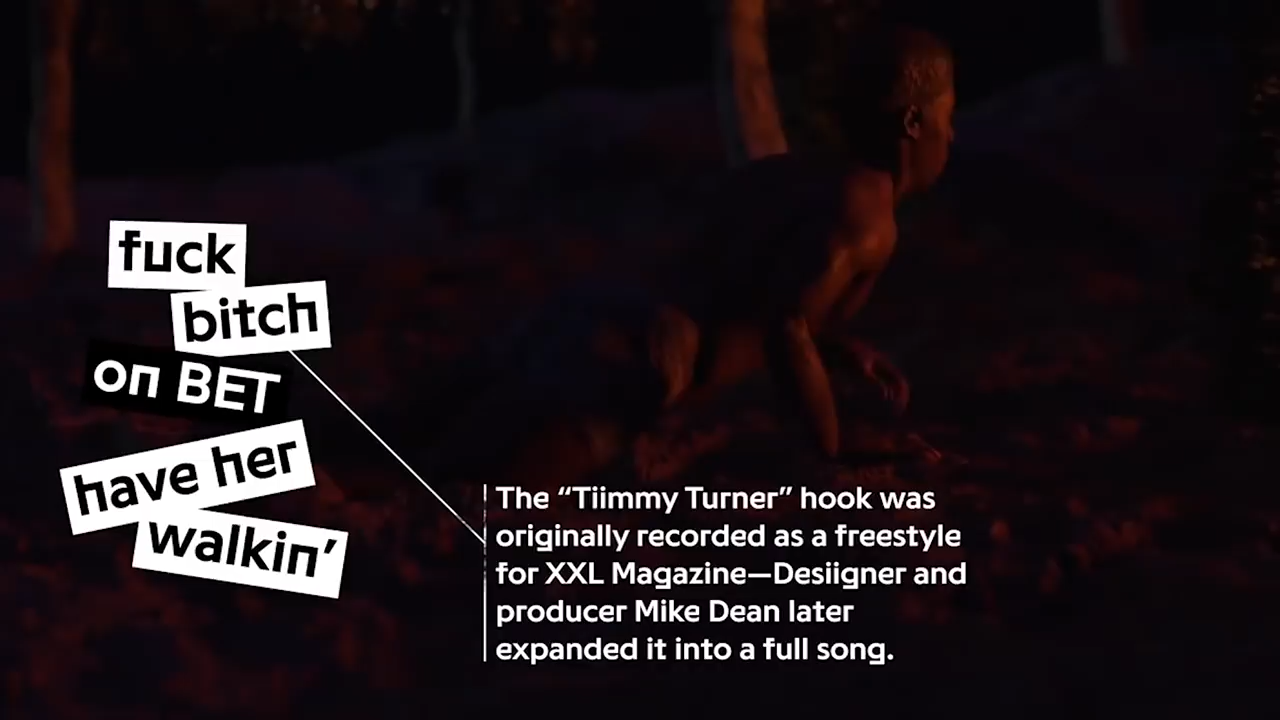 fuck
bitch
on BET
have her
walkin’
The “Tiimmy Turner” hook was
originally recorded as a freestyle
for XXL Magazine—Desiigner and
producer Mike Dean later
expanded it into a full song.